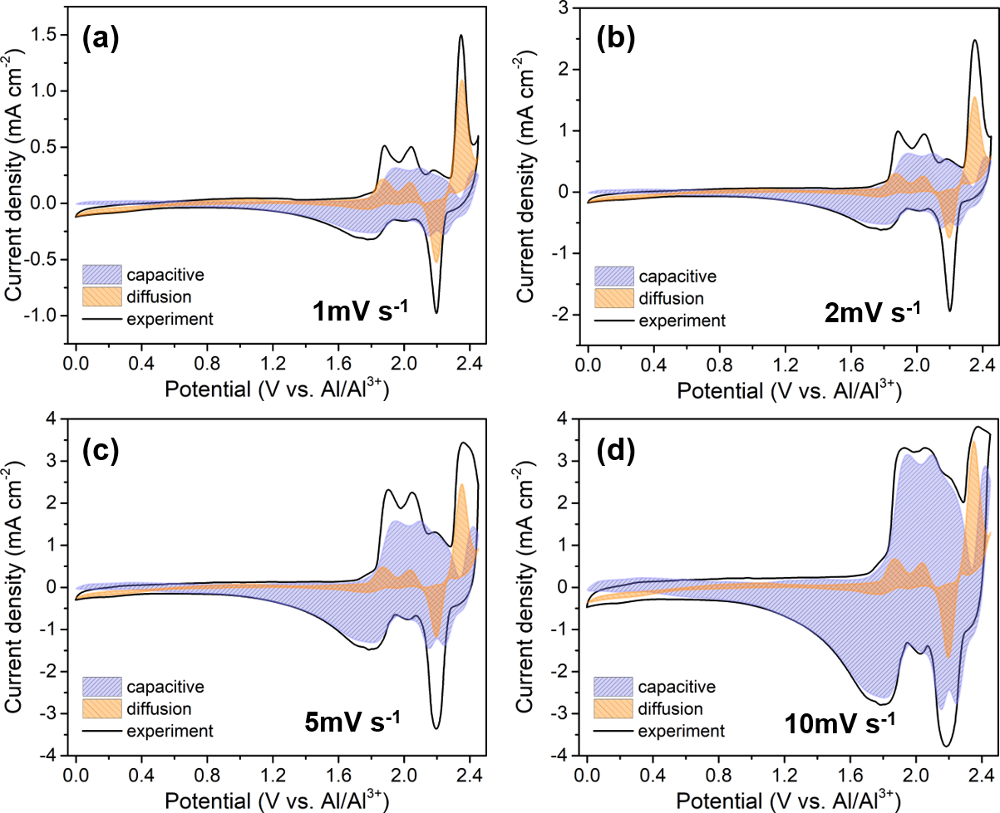 (a)
1.5
1.0
0.5
0.0
-0.5
-1.0
Current density (mA cm-2)
capacitive
diffusion
experiment
1mV s-1
0.0 0.4 0.8 1.2 1.6 2.0 2.4
Potential (V vs. Al/Al3+)
(b)
3
2
1
0
-1
-2
Current density (mA cm-2)
capacitive
diffusion
experiment
2mV s-1
0.0 0.4 0.8 1.2 1.6 2.0 2.4
Potential (V vs. Al/Al3+)
(c)
4
3
2
1
0
-1
-2
-3
-4
Current density (mA cm-2)
capacitive
diffusion
experiment
5mV s-1
0.0 0.4 0.8 1.2 1.6 2.0 2.4
Potential (V vs. Al/Al3+)
(d)
4
3
2
1
0
-1
-2
-3
-4
Current density (mA cm-2)
capacitive
diffusion
experiment
10mV s-1
0.0 0.4 0.8 1.2 1.6 2.0 2.4
Potential (V vs. Al/Al3+)